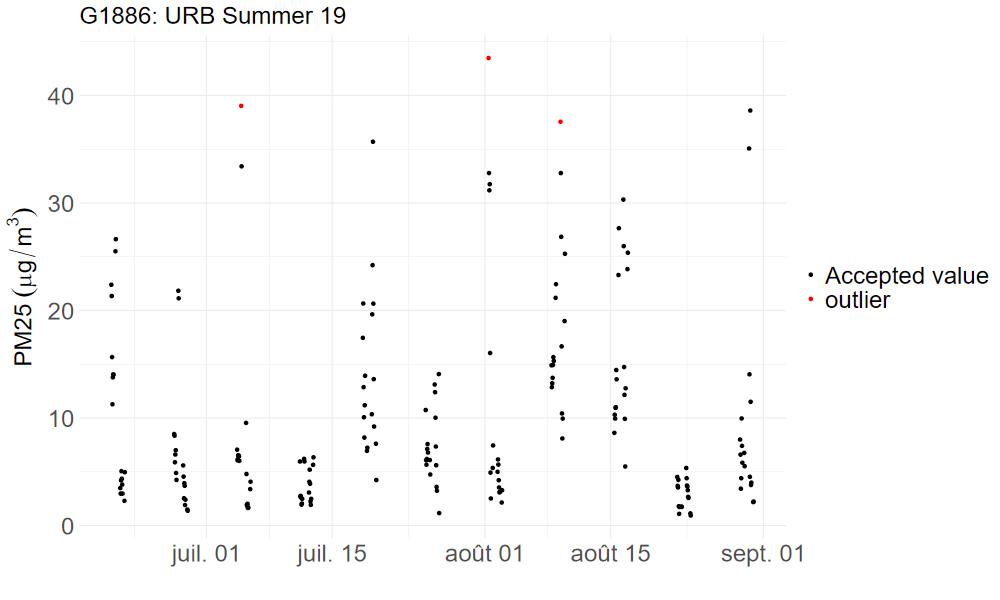 G1886: URB Summer 19
PM25 (μg/m³)
40
30
20
10
0
juil. 01
juil. 15
août 01
août 15
sept. 01
Accepted value
outlier